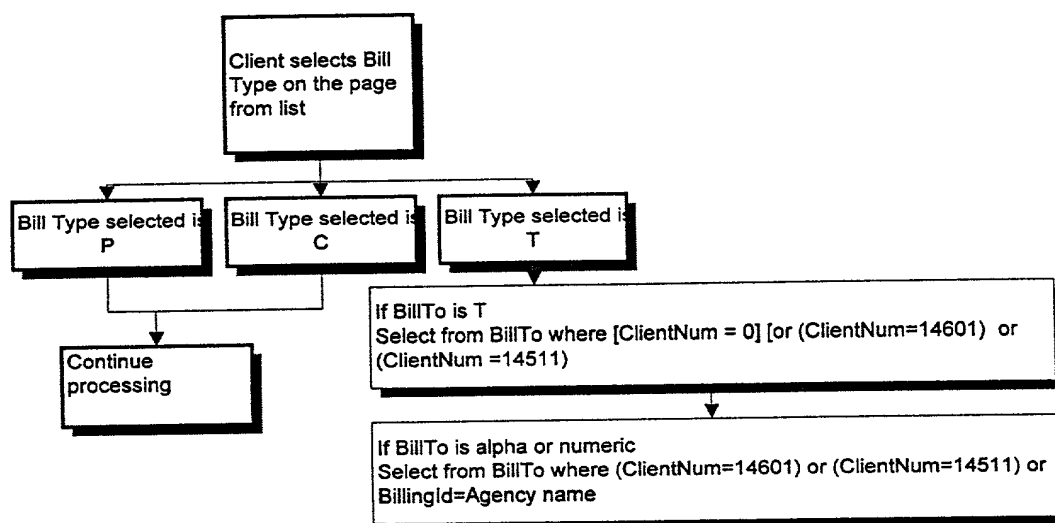 Client selects Bill
Type on the page
from list
Bill Type selected is
P
Bill Type selected is
C
Bill Type selected is
T
If BillTo is T
Select from BillTo where [ClientNum = 0] [or (ClientNum=14601) or
(ClientNum =14511)
Continue
processing
If BillTo is alpha or numeric
Select from BillTo where (ClientNum=14601) or (ClientNum=14511) or
BillingId=Agency name